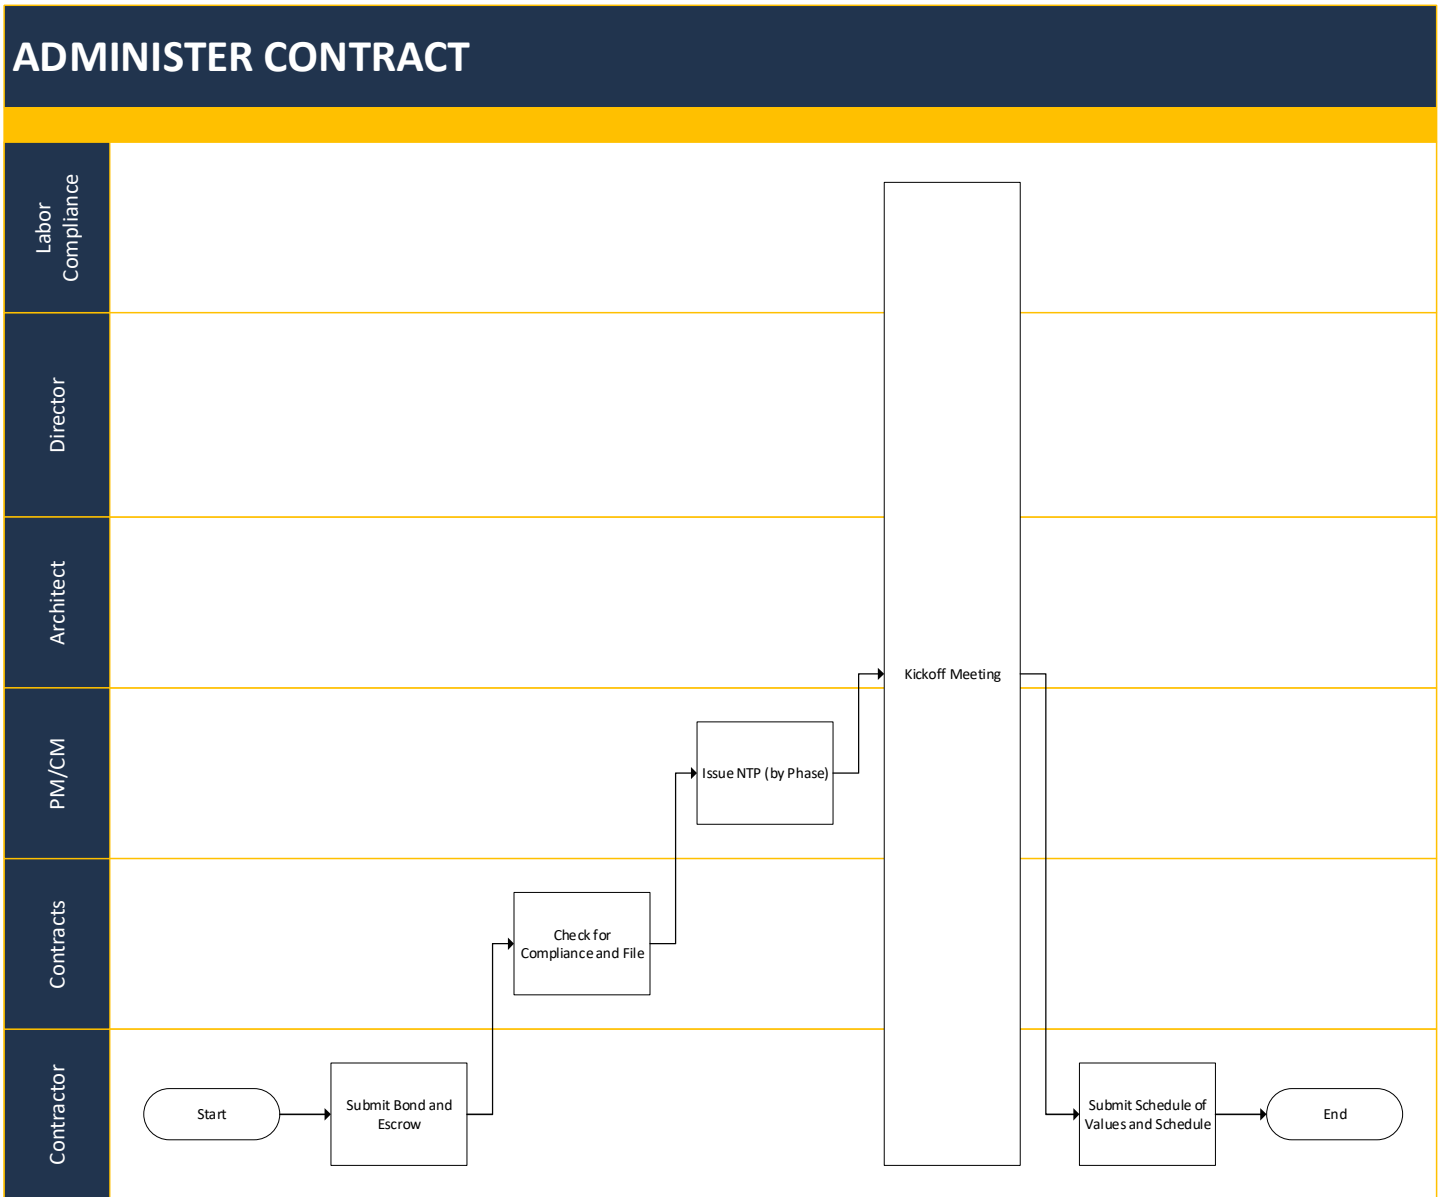 ADMINISTER CONTRACT
Labor
Compliance
Director
Architect
Kickoff Meeting
PM/CM
Issue NTP (by Phase)
Contracts
Check for
Compliance and File
Contractor
Start
Submit Bond and
Escrow
Submit Schedule of
Values and Schedule
End